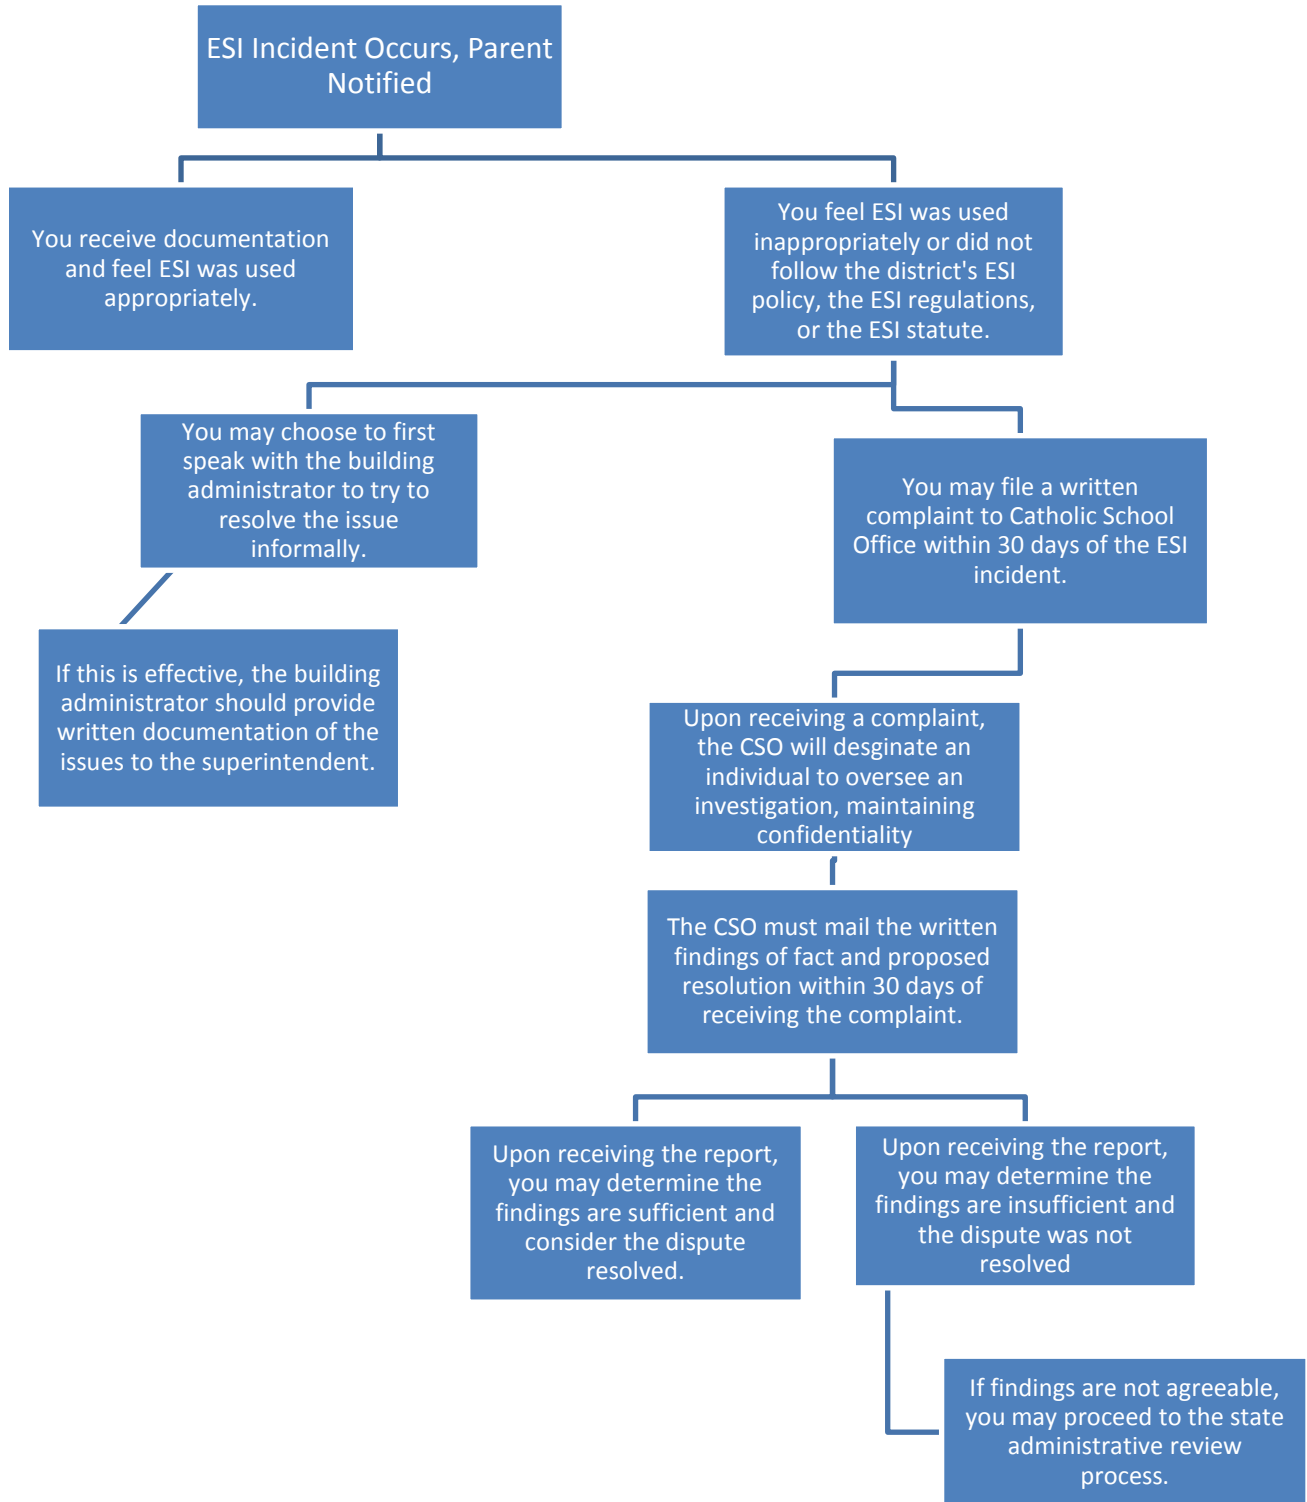 ESI Incident Occurs, Parent
Notified
You receive documentation
and feel ESI was used
appropriately.
You feel ESI was used
inappropriately or did not
follow the district's ESI
policy, the ESI regulations,
or the ESI statute.
You may choose to first
speak with the building
administrator to try to
resolve the issue
informally.
If this is effective, the building
administrator should provide
written documentation of the
issues to the superintendent.
You may file a written
complaint to Catholic School
Office within 30 days of the ESI
incident.
Upon receiving a complaint,
the CSO will desginate an
individual to oversee an
investigation, maintaining
confidentiality
The CSO must mail the written
findings of fact and proposed
resolution within 30 days of
receiving the complaint.
Upon receiving the report,
you may determine the
findings are sufficient and
consider the dispute
resolved.
Upon receiving the report,
you may determine the
findings are insufficient and
the dispute was not
resolved
If findings are not agreeable,
you may proceed to the state
administrative review
process.